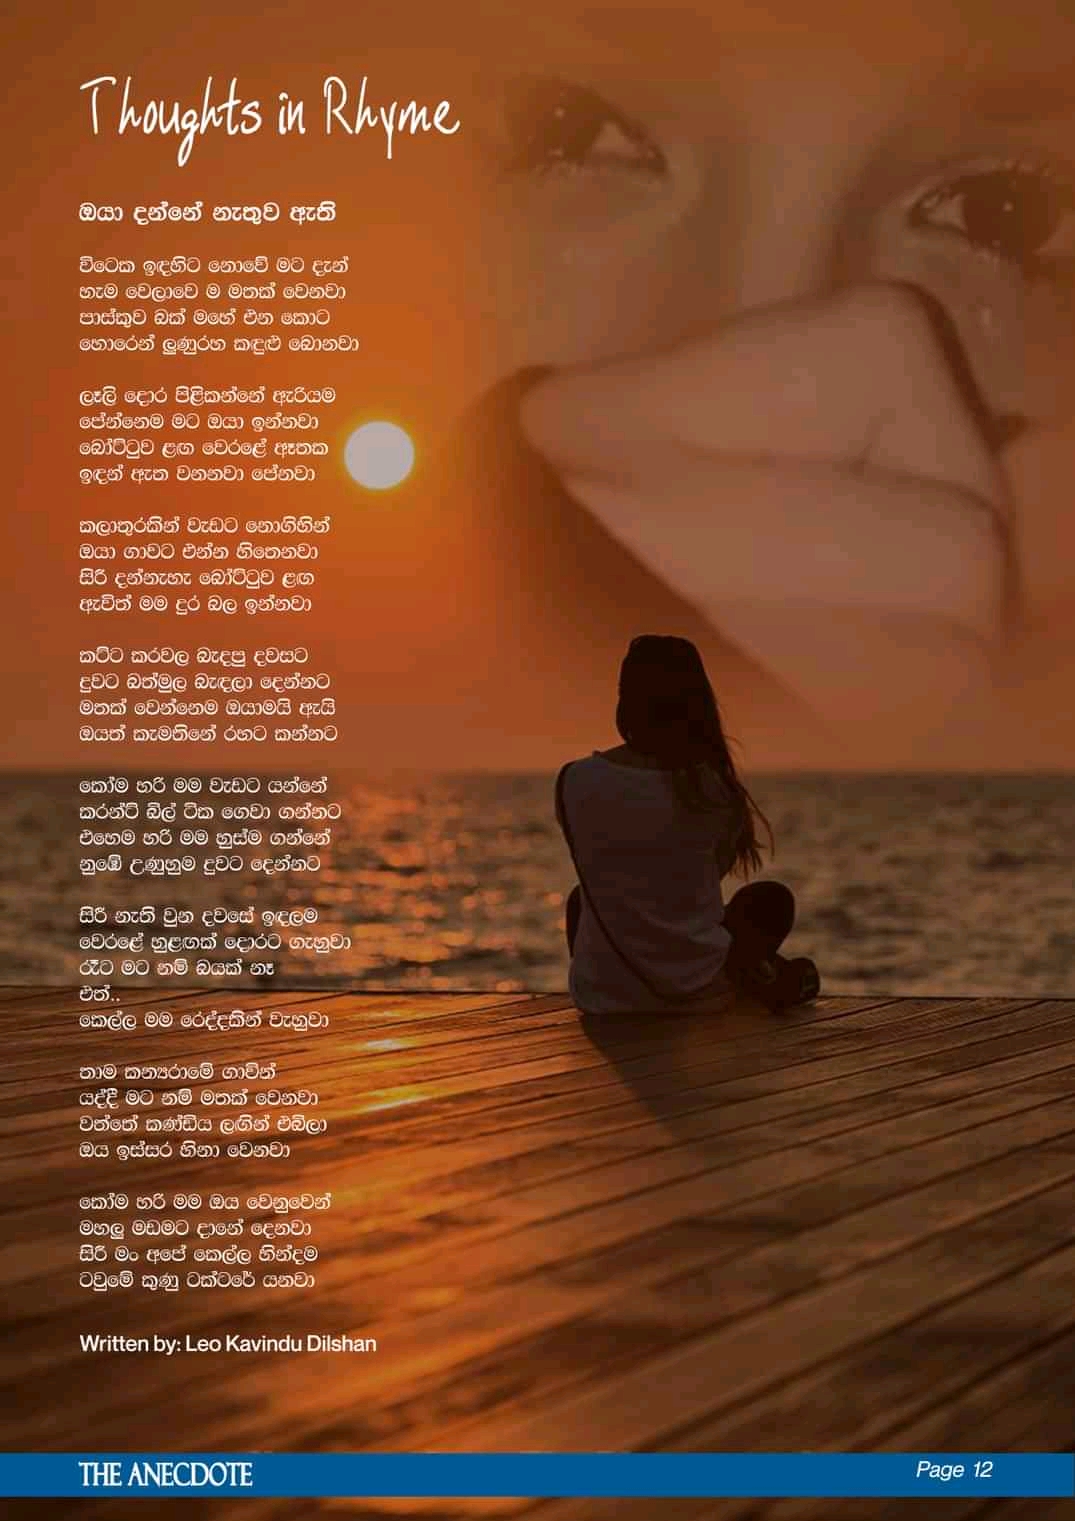 Thoughts in Rhyme
ඔයා දන්නේ නැතුව ඇති
විටෙක ඉඳහිට නොවේ මට දැන්
හැම වෙලාවෙ ම මතක් වෙනවා
පාස්කුව බක් මහේ එන කොට
හොරෙන් ලුණුරහ කඳුළු බොනවා
ලෑලි දොර පිළිකන්නේ ඇරියම
පේන්නෙම මට ඔයා ඉන්නවා
බෝට්ටුව ළඟ වෙරළේ ඈතක
ඉඳන් ඇත වනනවා පේනවා
කලාතුරකින් වැඩට නොගිහින්
ඔයා ගාවට එන්න හිතෙනවා
සිරී දන්නැහැ බෝට්ටුව ළඟ
ඇවිත් මම දුර බල ඉන්නවා
කට්ට කරවල බැදපු දවසට
දුවට බත්මුල බැඳලා දෙන්නට
මතක් වෙන්නෙම ඔයාමයි ඇයි
ඔයත් කැමතිනේ රහට කන්නට
කෝම හරි මම වැඩට යන්නේ
කරන්ට් බිල් ටික ගෙවා ගන්නට
එහෙම හරි මම හුස්ම ගන්නේ
නුඹේ උණුහුම දුවට දෙන්නට
සිරී නැති වුන දවසේ ඉඳලම
වෙරළේ හුළඟක් දොරට ගැහුවා
රෑට මට නම් බයක් නෑ
එත්..
කෙල්ල මම රෙද්දකින් වැහුවා
තාම කන්‍යරාමේ ගාවින්
යද්දී මට නම් මතක් වෙනවා
වත්තේ කණ්ඩිය ලඟින් එබිලා
ඔය ඉස්සර හිනා වෙනවා
කෝම හරි මම ඔය වෙනුවෙන්
මහලු මඩමට දානේ දෙනවා
සිරී මං අපේ කෙල්ල හින්දම
ටවුමේ කුණු ටක්ටරේ යනවා
Written by: Leo Kavindu Dilshan
THE ANECDOTE
Page 12